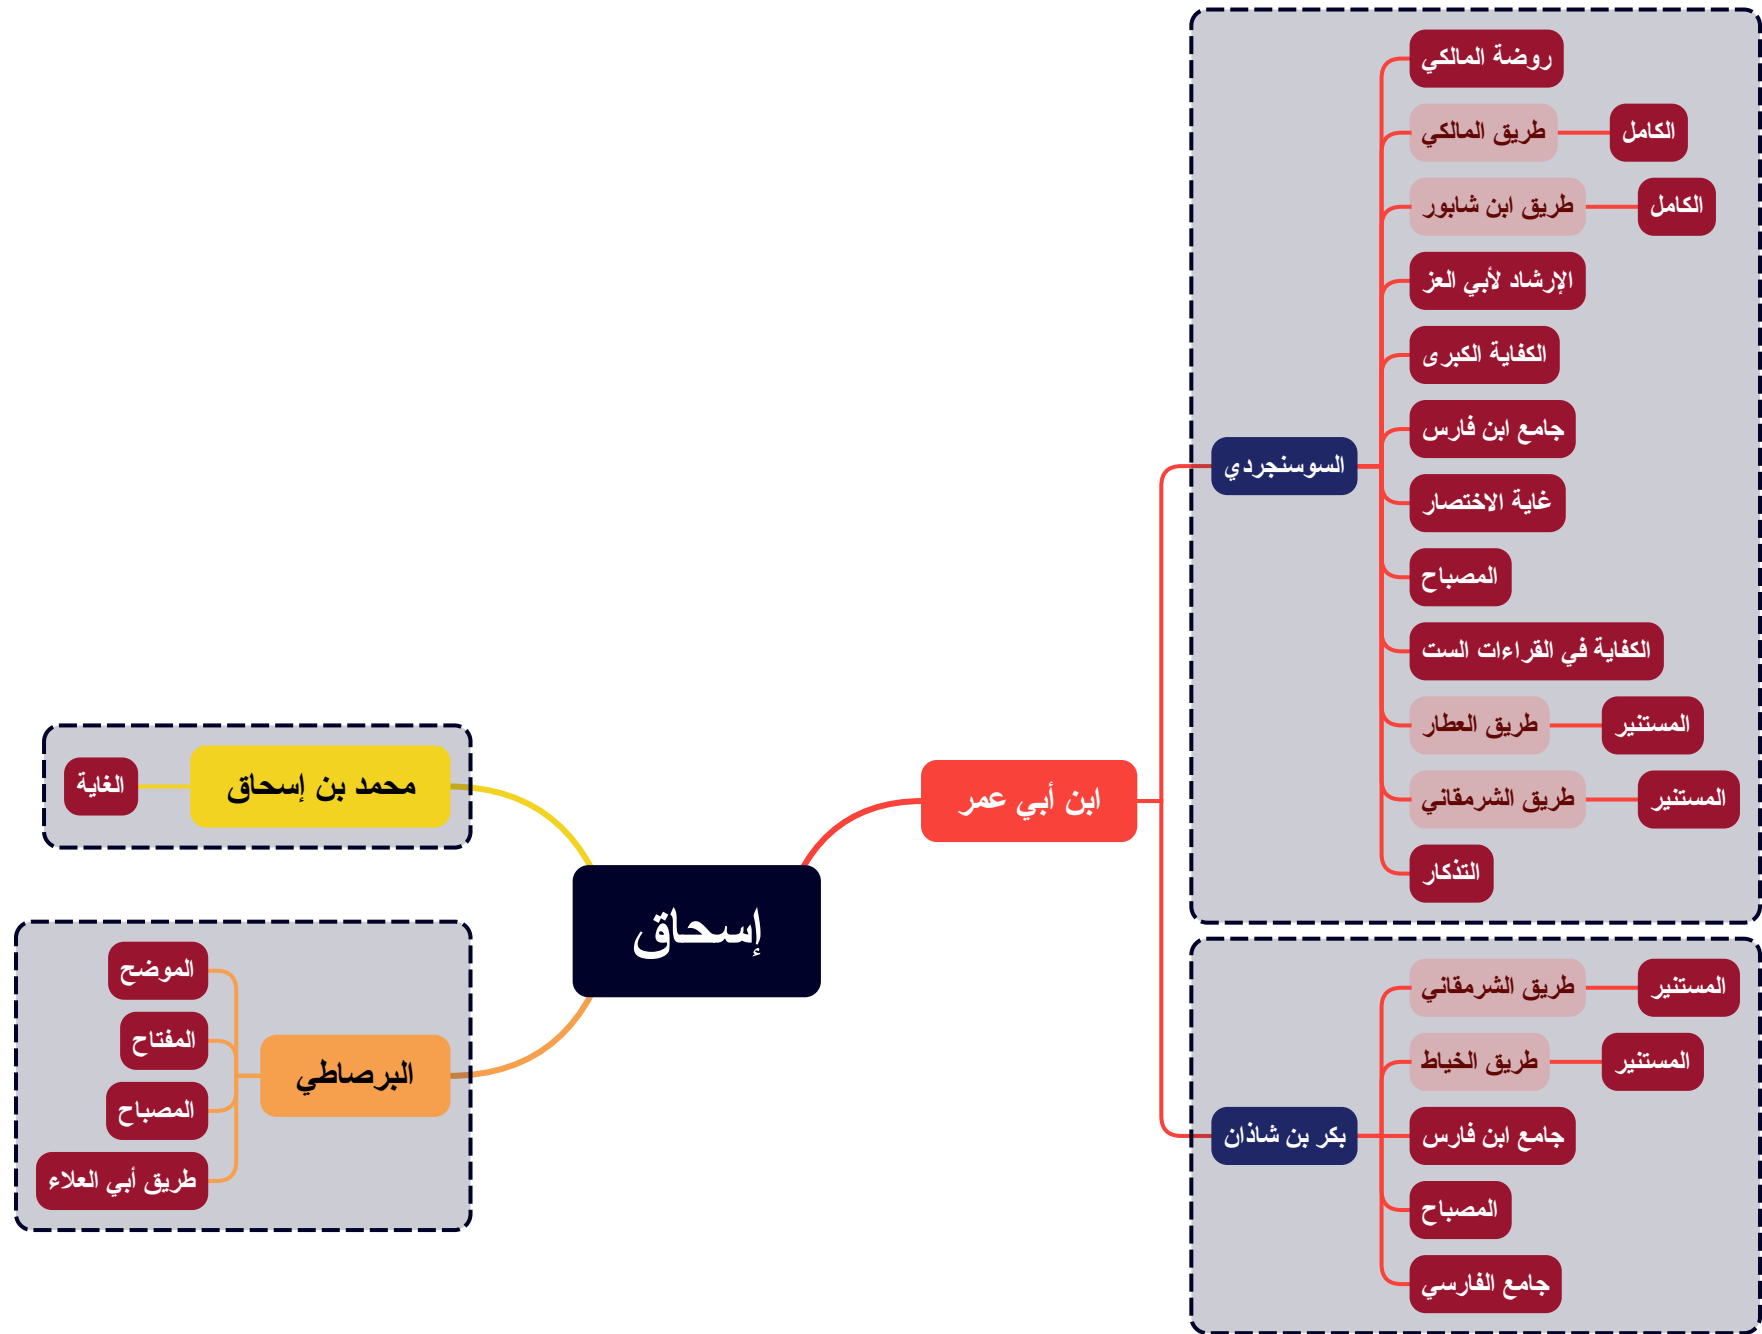 إسحاق
ابن أبي عمر
السوسنجردي
روضة المالكي
طريق المالكي
الكامل
طريق ابن شابور
الكامل
الإرشاد لأبي العز
الكفاية الكبرى
جامع ابن فارس
غاية الاختصار
المصباح
الكفاية في القراءات الست
طريق العطار
المستنير
طريق الشرمقاني
المستنير
التذكار
بكر بن شاذان
طريق الشرمقاني
المستنير
طريق الخياط
المستنير
جامع ابن فارس
المصباح
جامع الفارسي
محمد بن إسحاق
الغاية
البرصاطي
الموضح
المفتاح
المصباح
طريق أبي العلاء